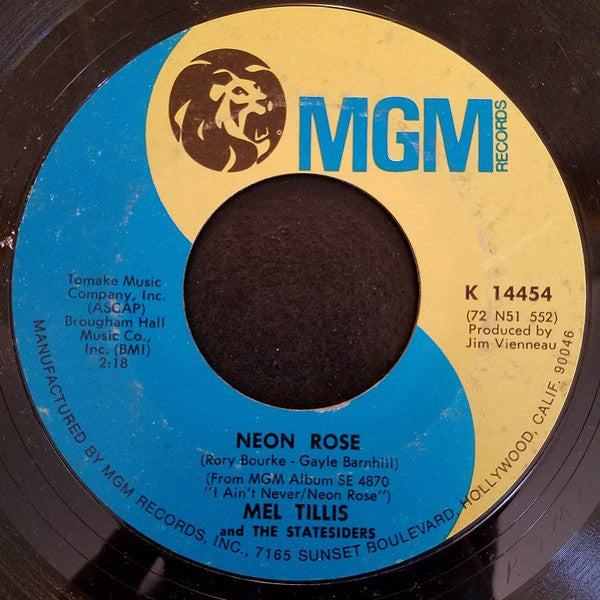 MGM
RECORDS
Tomake Music
Company, Inc.
(ASCAP)
Brougham Hall
Music Co.,
Inc. (BMI)
2:18
K 14454
(72 N51 552)
Produced by
Jim Vienneau
NEON ROSE
(Rory Bourke - Gayle Barnhill)
(From MGM Album SE 4870
"I Ain't Never/Neon Rose")
MEL TILLIS
and THE STATESIDERS
MANUFACTURED BY MGM RECORDS, INC., 7165 SUNSET BOULEVARD, HOLLYWOOD, CALIF. 90046